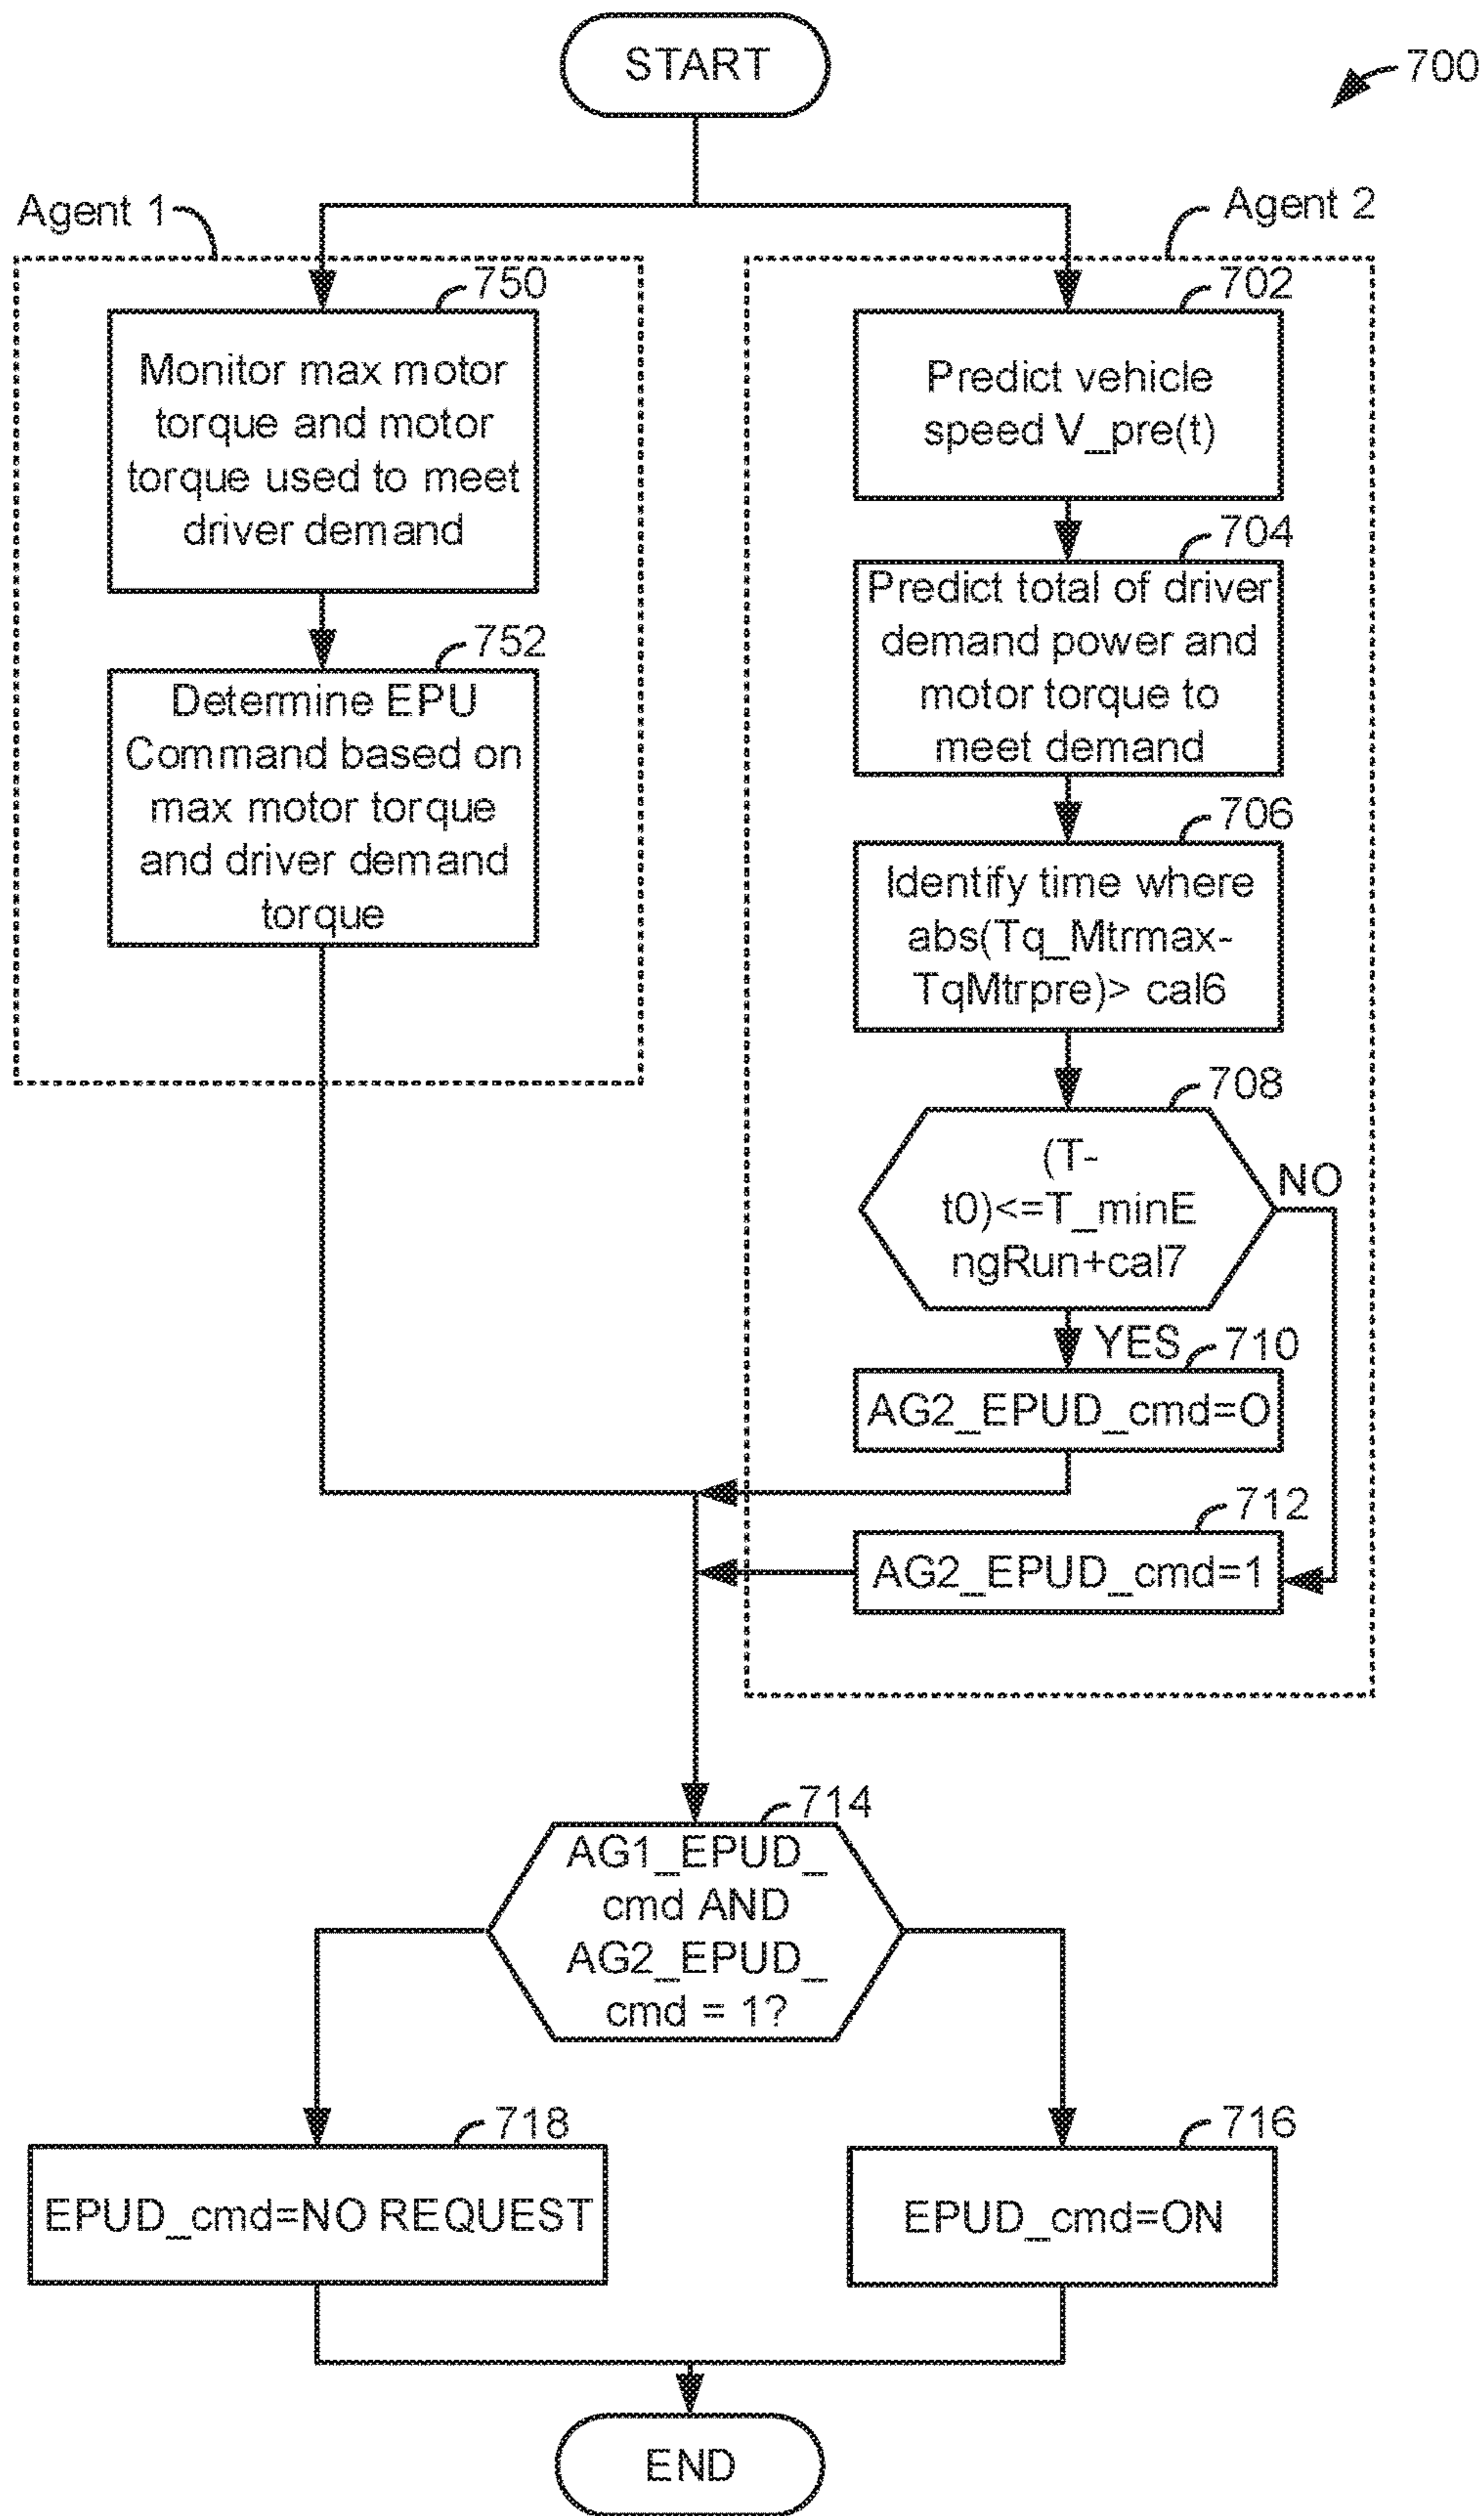 START
700
Agent 1
Agent 2
750
Monitor max motor
torque and motor
torque used to meet
driver demand
752
Determine EPU
Command based on
max motor torque
and driver demand
torque
702
Predict vehicle
speed V_pre(t)
704
Predict total of driver
demand power and
motor torque to
meet demand
706
Identify time where
abs(Tq_Mtrmax-
TqMtrpre)> cal6
708
(T-
t0)<=T_minE
ngRun+cal7
NO
YES
710
AG2_EPUD_cmd=O
712
AG2_EPUD_cmd=1
714
AG1_EPUD_
cmd AND
AG2_EPUD_
cmd = 1?
718
EPUD_cmd=NO REQUEST
716
EPUD_cmd=ON
END